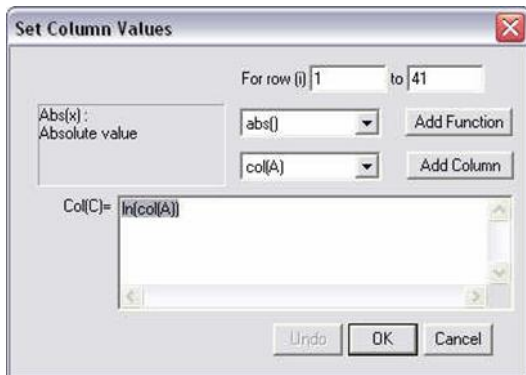 Set Column Values
For row (i) 1 to 41
Abs(x) :
Absolute value
abs() Add Function
col(A) Add Column
Col(C)= ln(col(A))
Undo OK Cancel